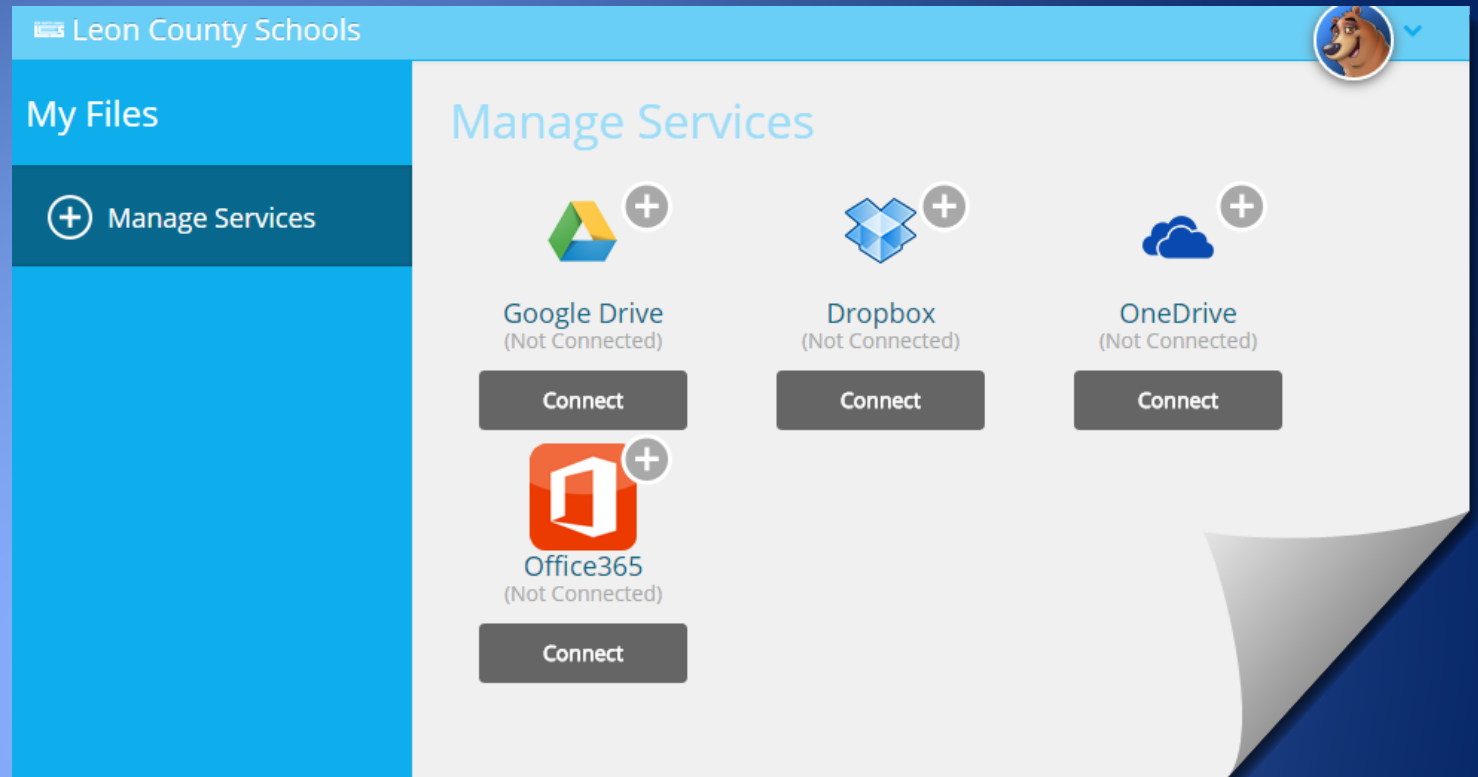 Leon County Schools
My Files
Manage Services
Manage Services
Google Drive
(Not Connected)
Connect
Dropbox
(Not Connected)
Connect
OneDrive
(Not Connected)
Connect
Office365
(Not Connected)
Connect